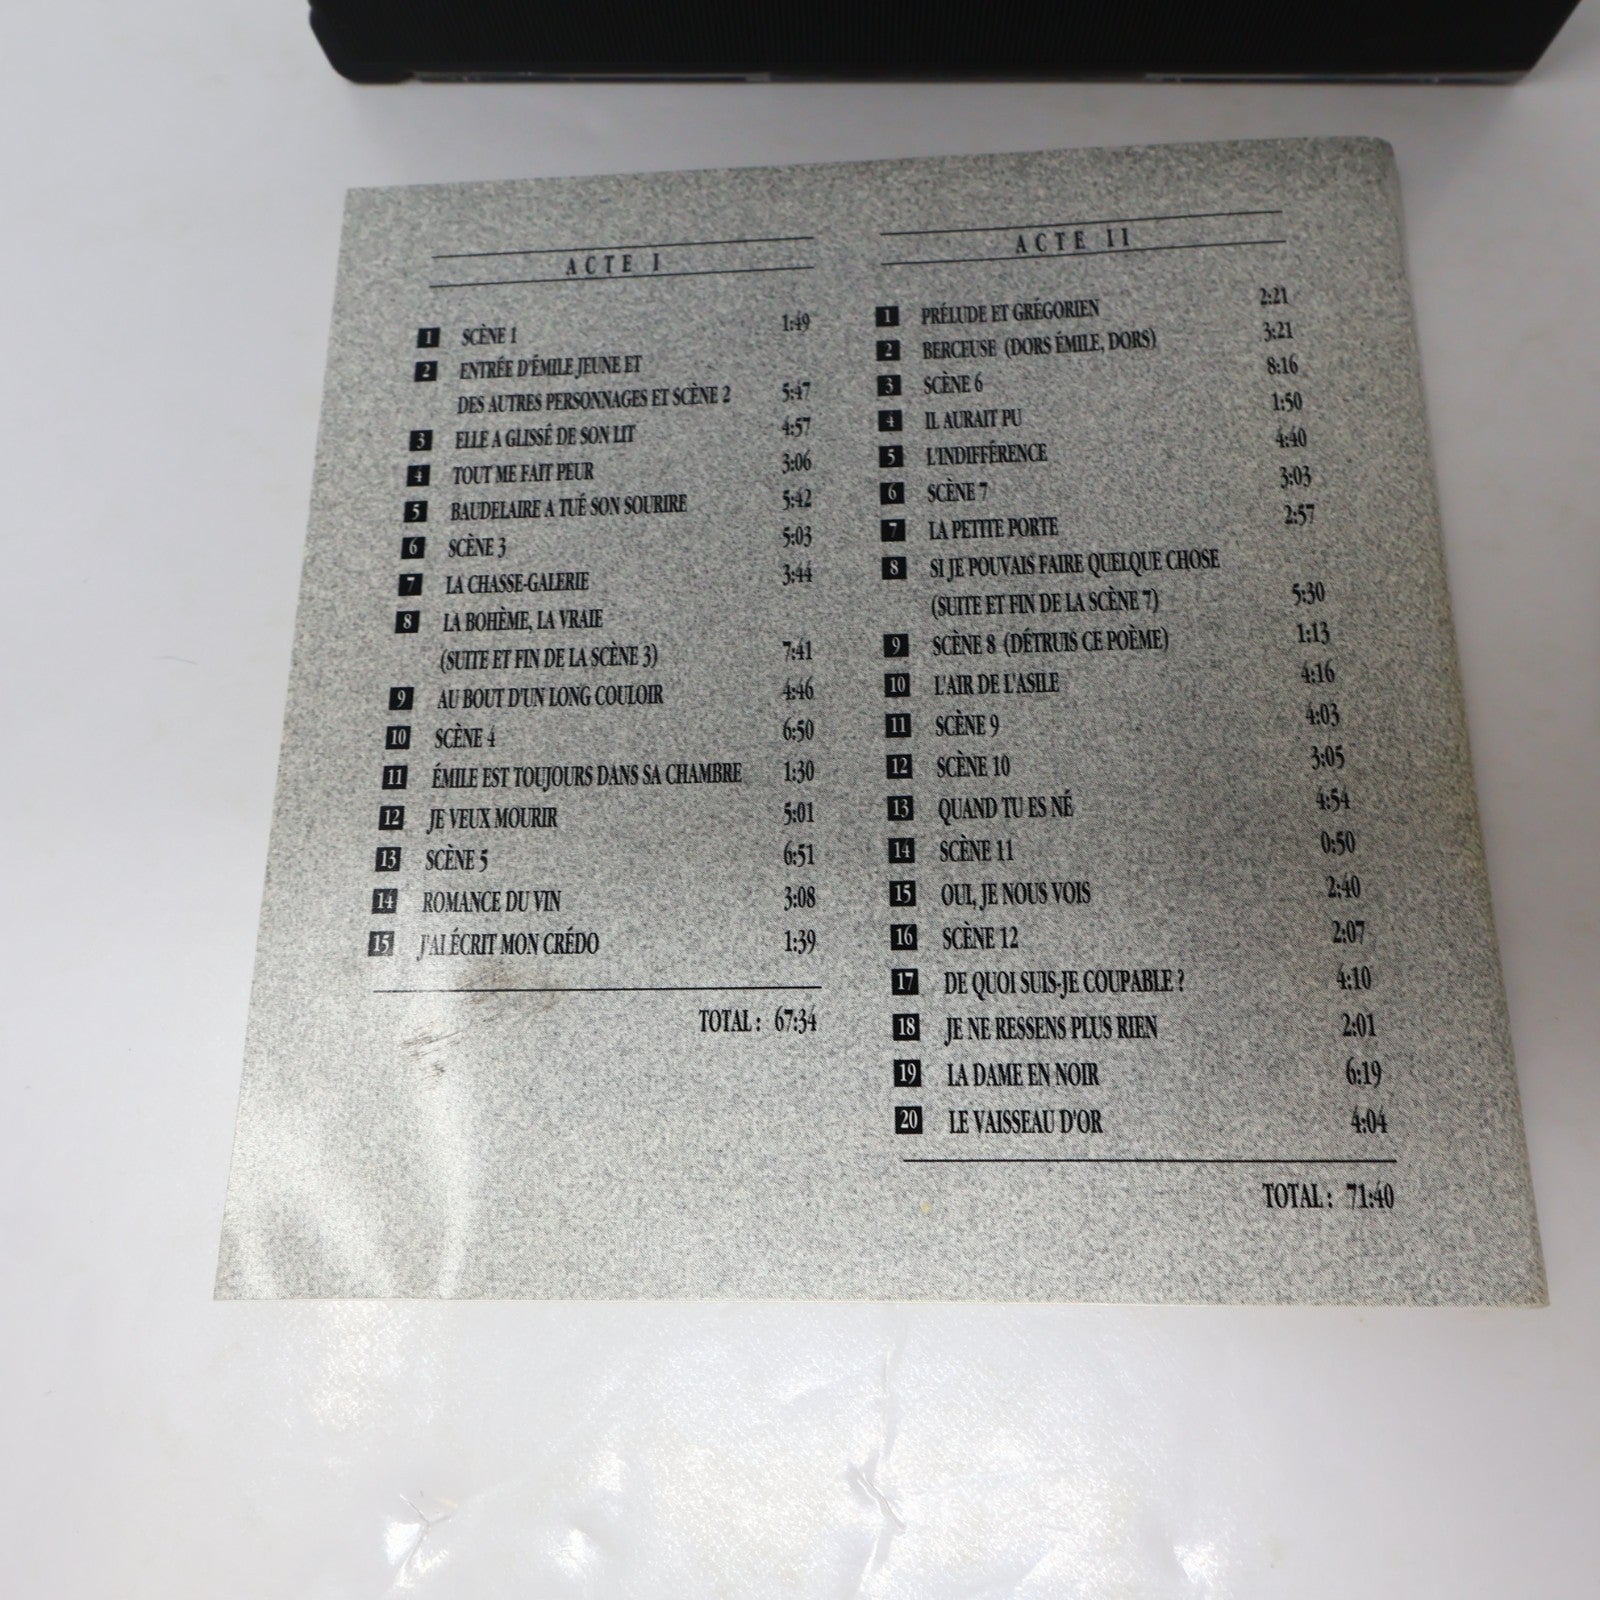 ACTE I
1 SCÈNE 1 1:49
2 ENTRÉE D'ÉMILE JEUNE ET
DES AUTRES PERSONNAGES ET SCÈNE 2 5:47
3 ELLE A GLISSÉ DE SON LIT 4:57
4 TOUT ME FAIT PEUR 3:06
5 BAUDELAIRE A TUÉ SON SOURIRE 5:42
6 SCÈNE 3 5:03
7 LA CHASSE-GALERIE 3:44
8 LA BOHÈME, LA VRAIE
(SUITE ET FIN DE LA SCÈNE 3) 7:41
9 AU BOUT D'UN LONG COULOIR 4:46
10 SCÈNE 4 6:50
11 ÉMILE EST TOUJOURS DANS SA CHAMBRE 1:30
12 JE VEUX MOURIR 5:01
13 SCÈNE 5 6:51
14 ROMANCE DU VIN 3:08
15 J'AI ÉCRIT MON CRÉDO 1:39
TOTAL : 67:34
ACTE II
1 PRÉLUDE ET GRÉGORIEN 2:21
2 BERCEUSE (DORS ÉMILE, DORS) 3:21
3 SCÈNE 6 8:16
4 IL AURAIT PU 1:50
5 L'INDIFFÉRENCE 4:40
6 SCÈNE 7 3:03
7 LA PETITE PORTE 2:57
8 SI JE POUVAIS FAIRE QUELQUE CHOSE
(SUITE ET FIN DE LA SCÈNE 7) 5:30
9 SCÈNE 8 (DÉTRUIS CE POÈME) 1:13
10 L'AIR DE L'ASILE 4:16
11 SCÈNE 9 4:03
12 SCÈNE 10 3:05
13 QUAND TU ES NÉ 4:54
14 SCÈNE 11 0:50
15 OUI, JE NOUS VOIS 2:40
16 SCÈNE 12 2:07
17 DE QUOI SUIS-JE COUPABLE ? 4:10
18 JE NE RESSENS PLUS RIEN 2:01
19 LA DAME EN NOIR 6:19
20 LE VAISSEAU D'OR 4:04
TOTAL : 71:40